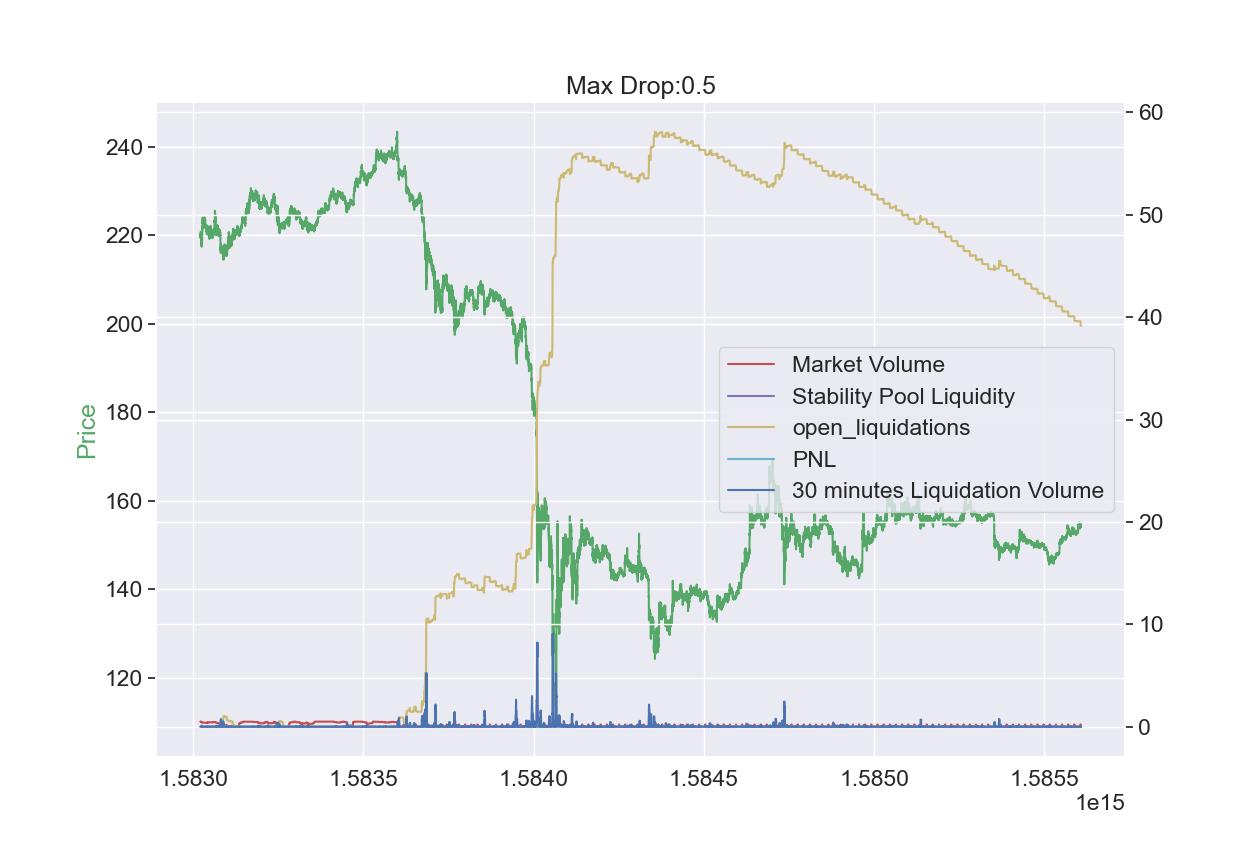 Max Drop:0.5
240
220
200
180
160
140
120
Price
60
50
40
30
20
10
0
Market Volume
Stability Pool Liquidity
open_liquidations
PNL
30 minutes Liquidation Volume
1.5830 1.5835 1.5840 1.5845 1.5850 1.5855
1e15